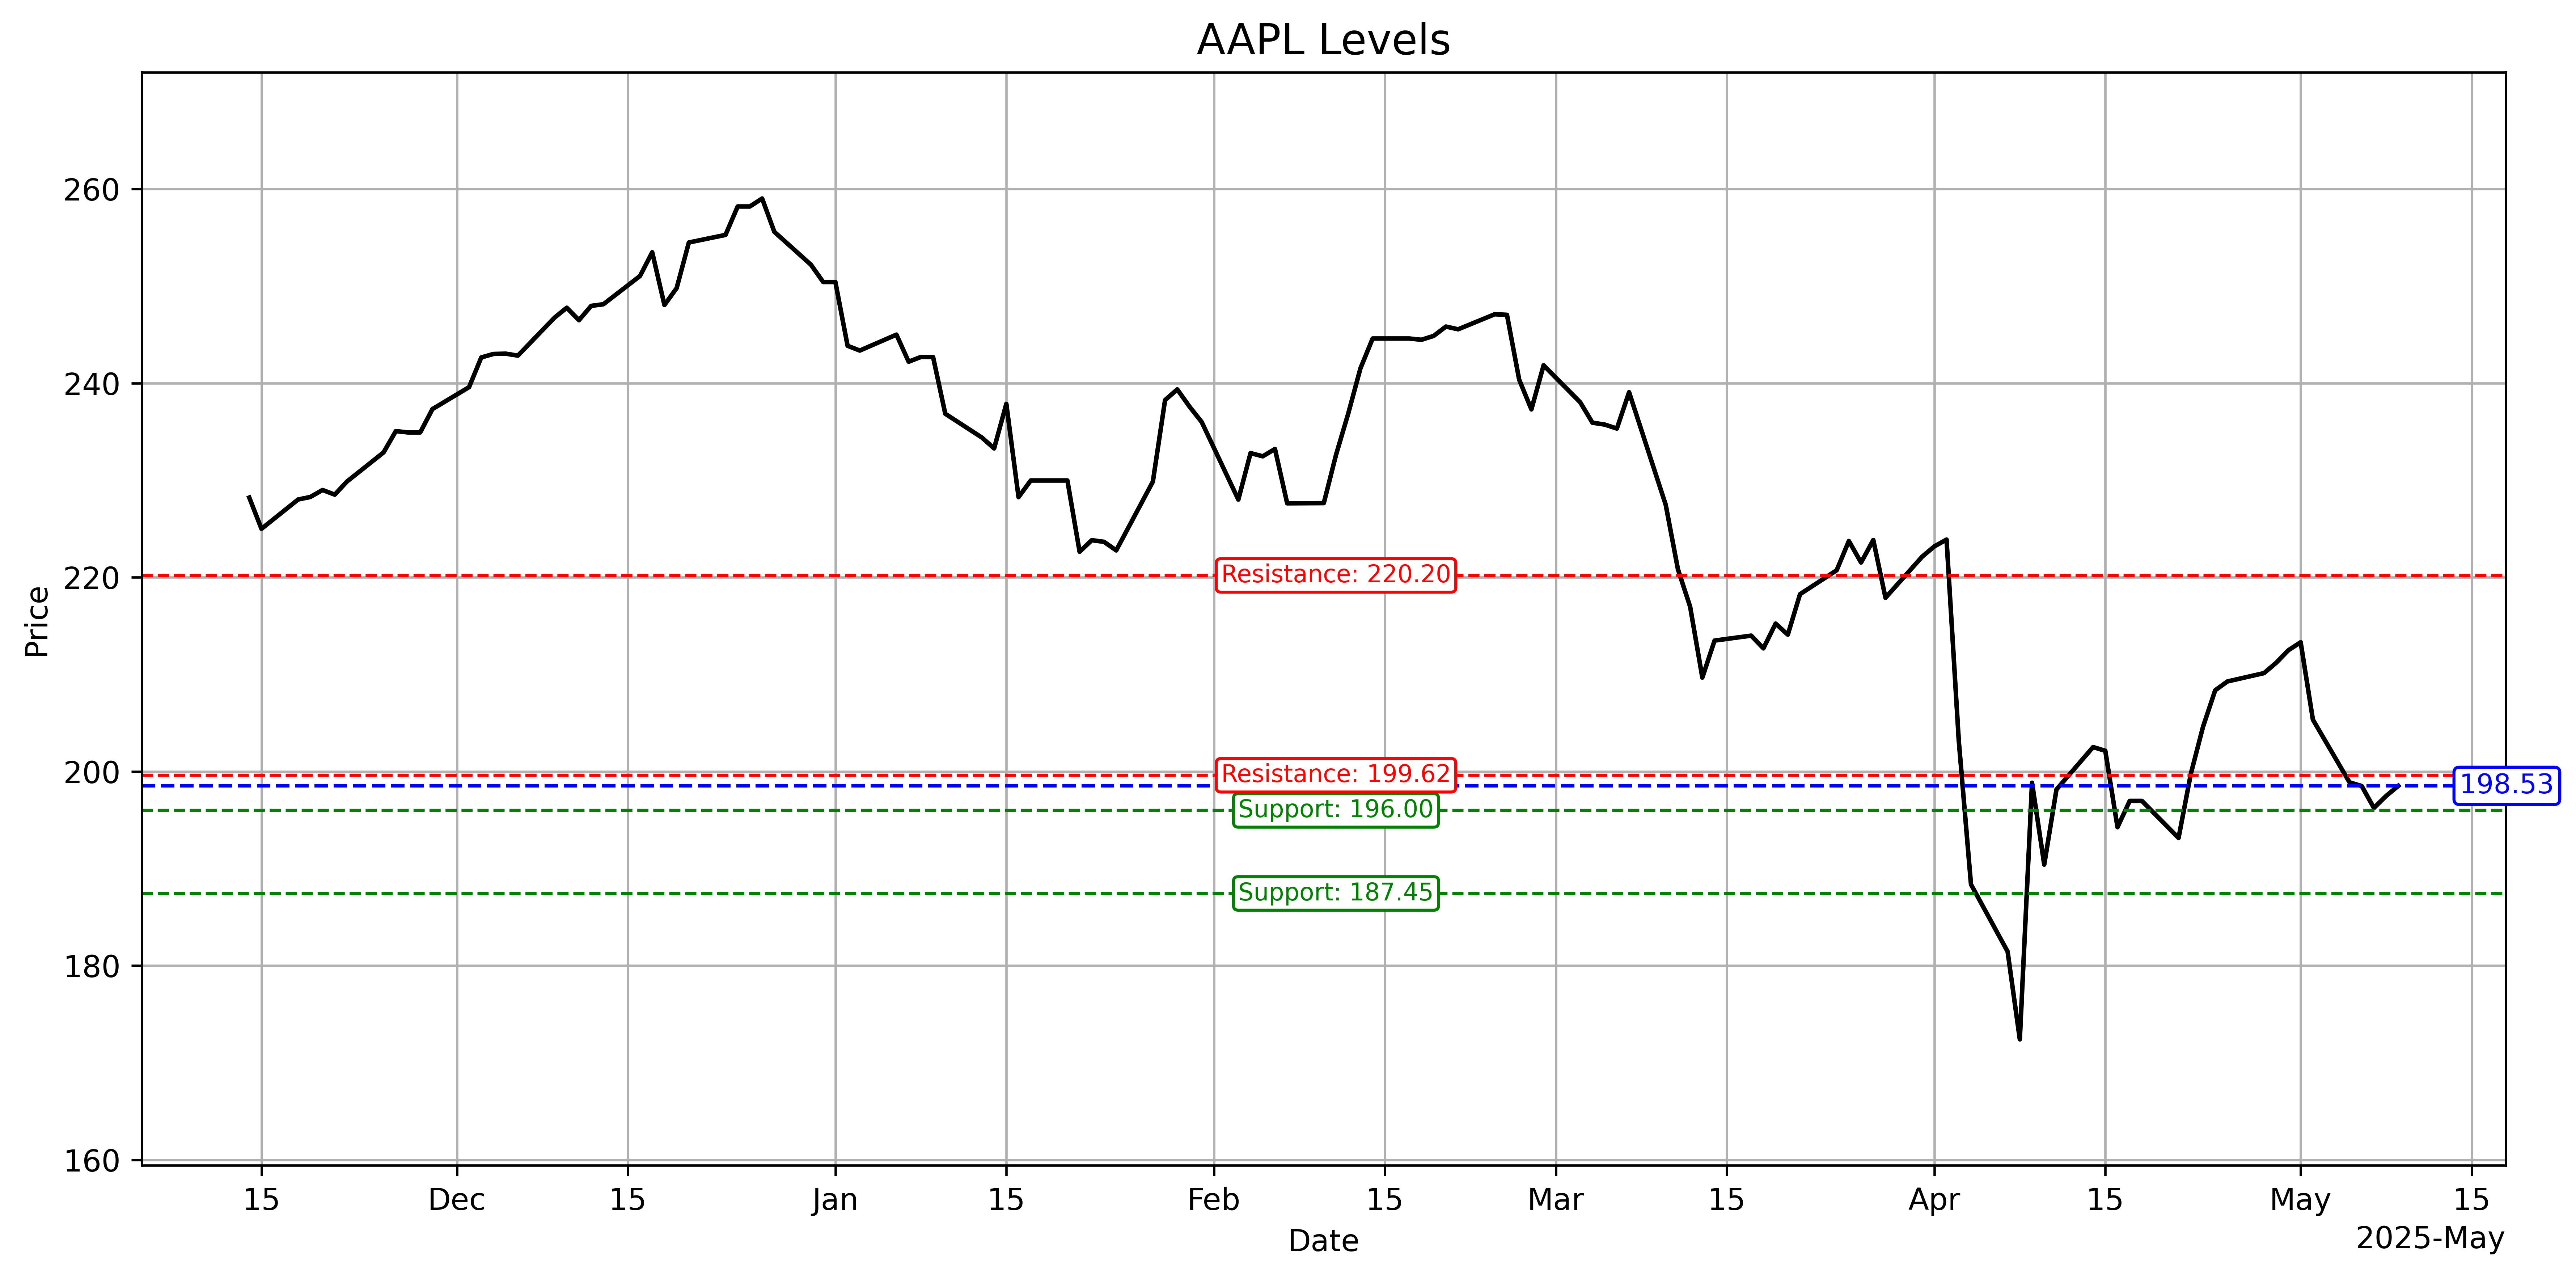 AAPL Levels
Price
260
240
220
200
180
160
Resistance: 220.20
Resistance: 199.62
198.53
Support: 196.00
Support: 187.45
15 Dec 15 Jan 15 Feb 15 Mar 15 Apr 15 May 15
Date
2025-May